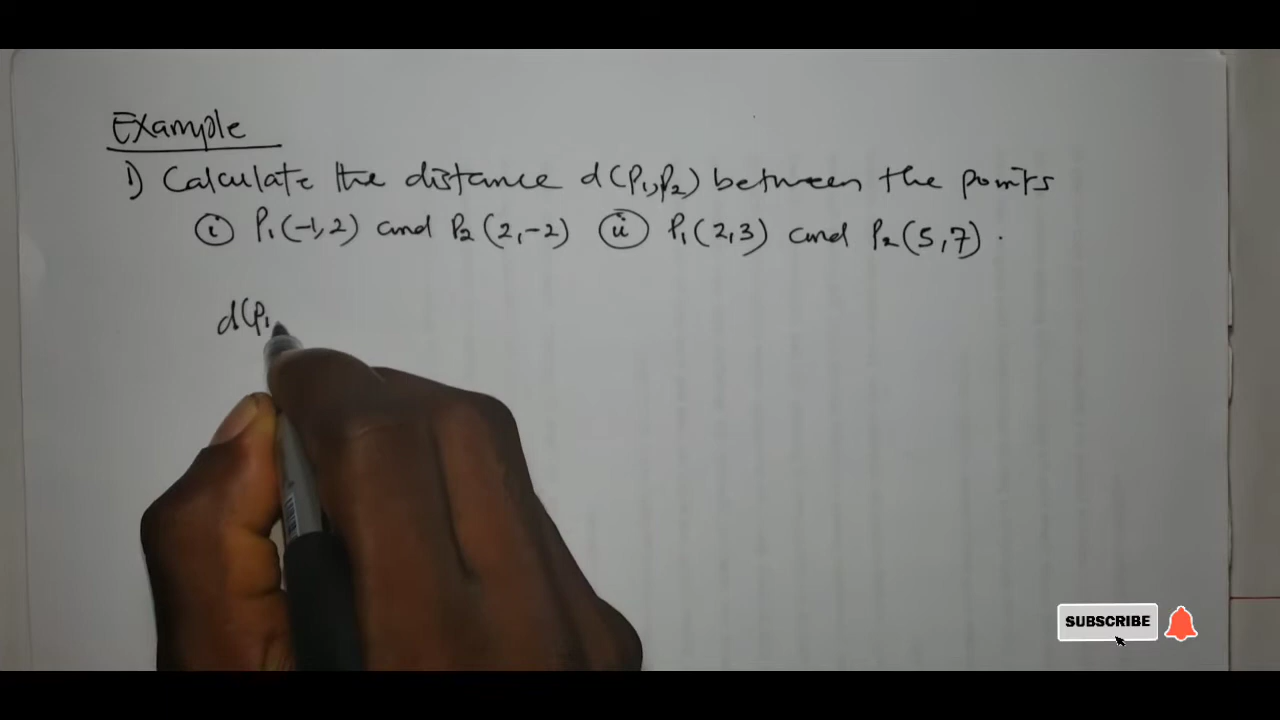 Example
1) Calculate the distance d(P₁,P₂) between the points
(i) P₁(-1,2) and P₂(2,-2) (ii) P₁(2,3) and P₂(5,7).
d(P₁
SUBSCRIBE